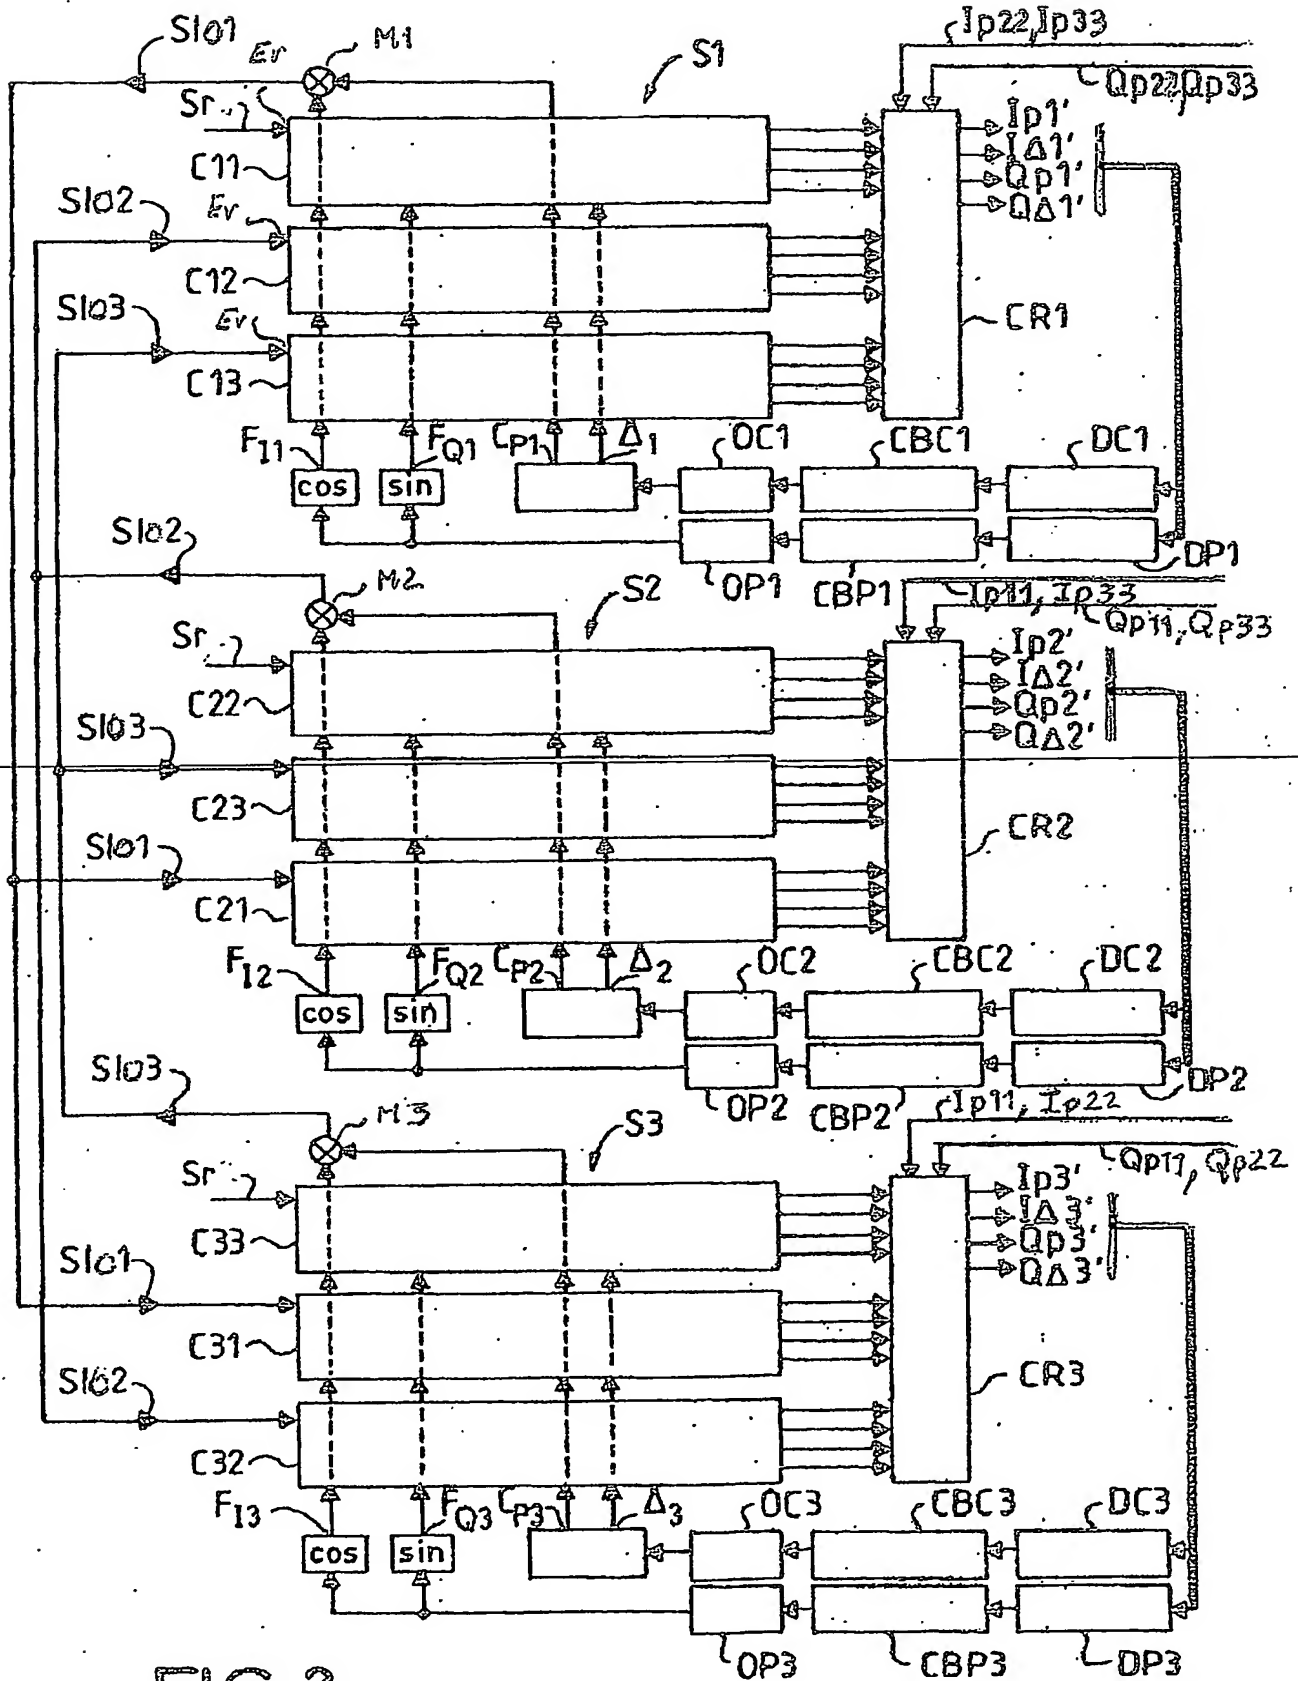 Slo1
Er
M1
S1
Ip22,Ip33
Qp22,Qp33
Sr
C11
Ip1'
IΔ1'
Qp1'
QΔ1'
Slo2
Er
C12
Slo3
Er
C13
CR1
FI1
FQ1
CP1
Δ1
OC1
CBC1
DC1
cos
sin
Slo2
M2
S2
OP1
CBP1
DP1
Ip11, Ip33
Qp11, Qp33
Sr
C22
Ip2'
IΔ2'
Qp2'
QΔ2'
Slo3
C23
CR2
Slo1
C21
FI2
FQ2
CP2
Δ2
OC2
CBC2
DC2
cos
sin
Slo3
M3
S3
OP2
CBP2
DP2
Ip11, Ip22
Qp11, Qp22
Sr
C33
Ip3'
IΔ3'
Qp3'
QΔ3'
Slo1
C31
CR3
Slo2
C32
FI3
FQ3
CP3
Δ3
OC3
CBC3
DC3
cos
sin
OP3
CBP3
DP3